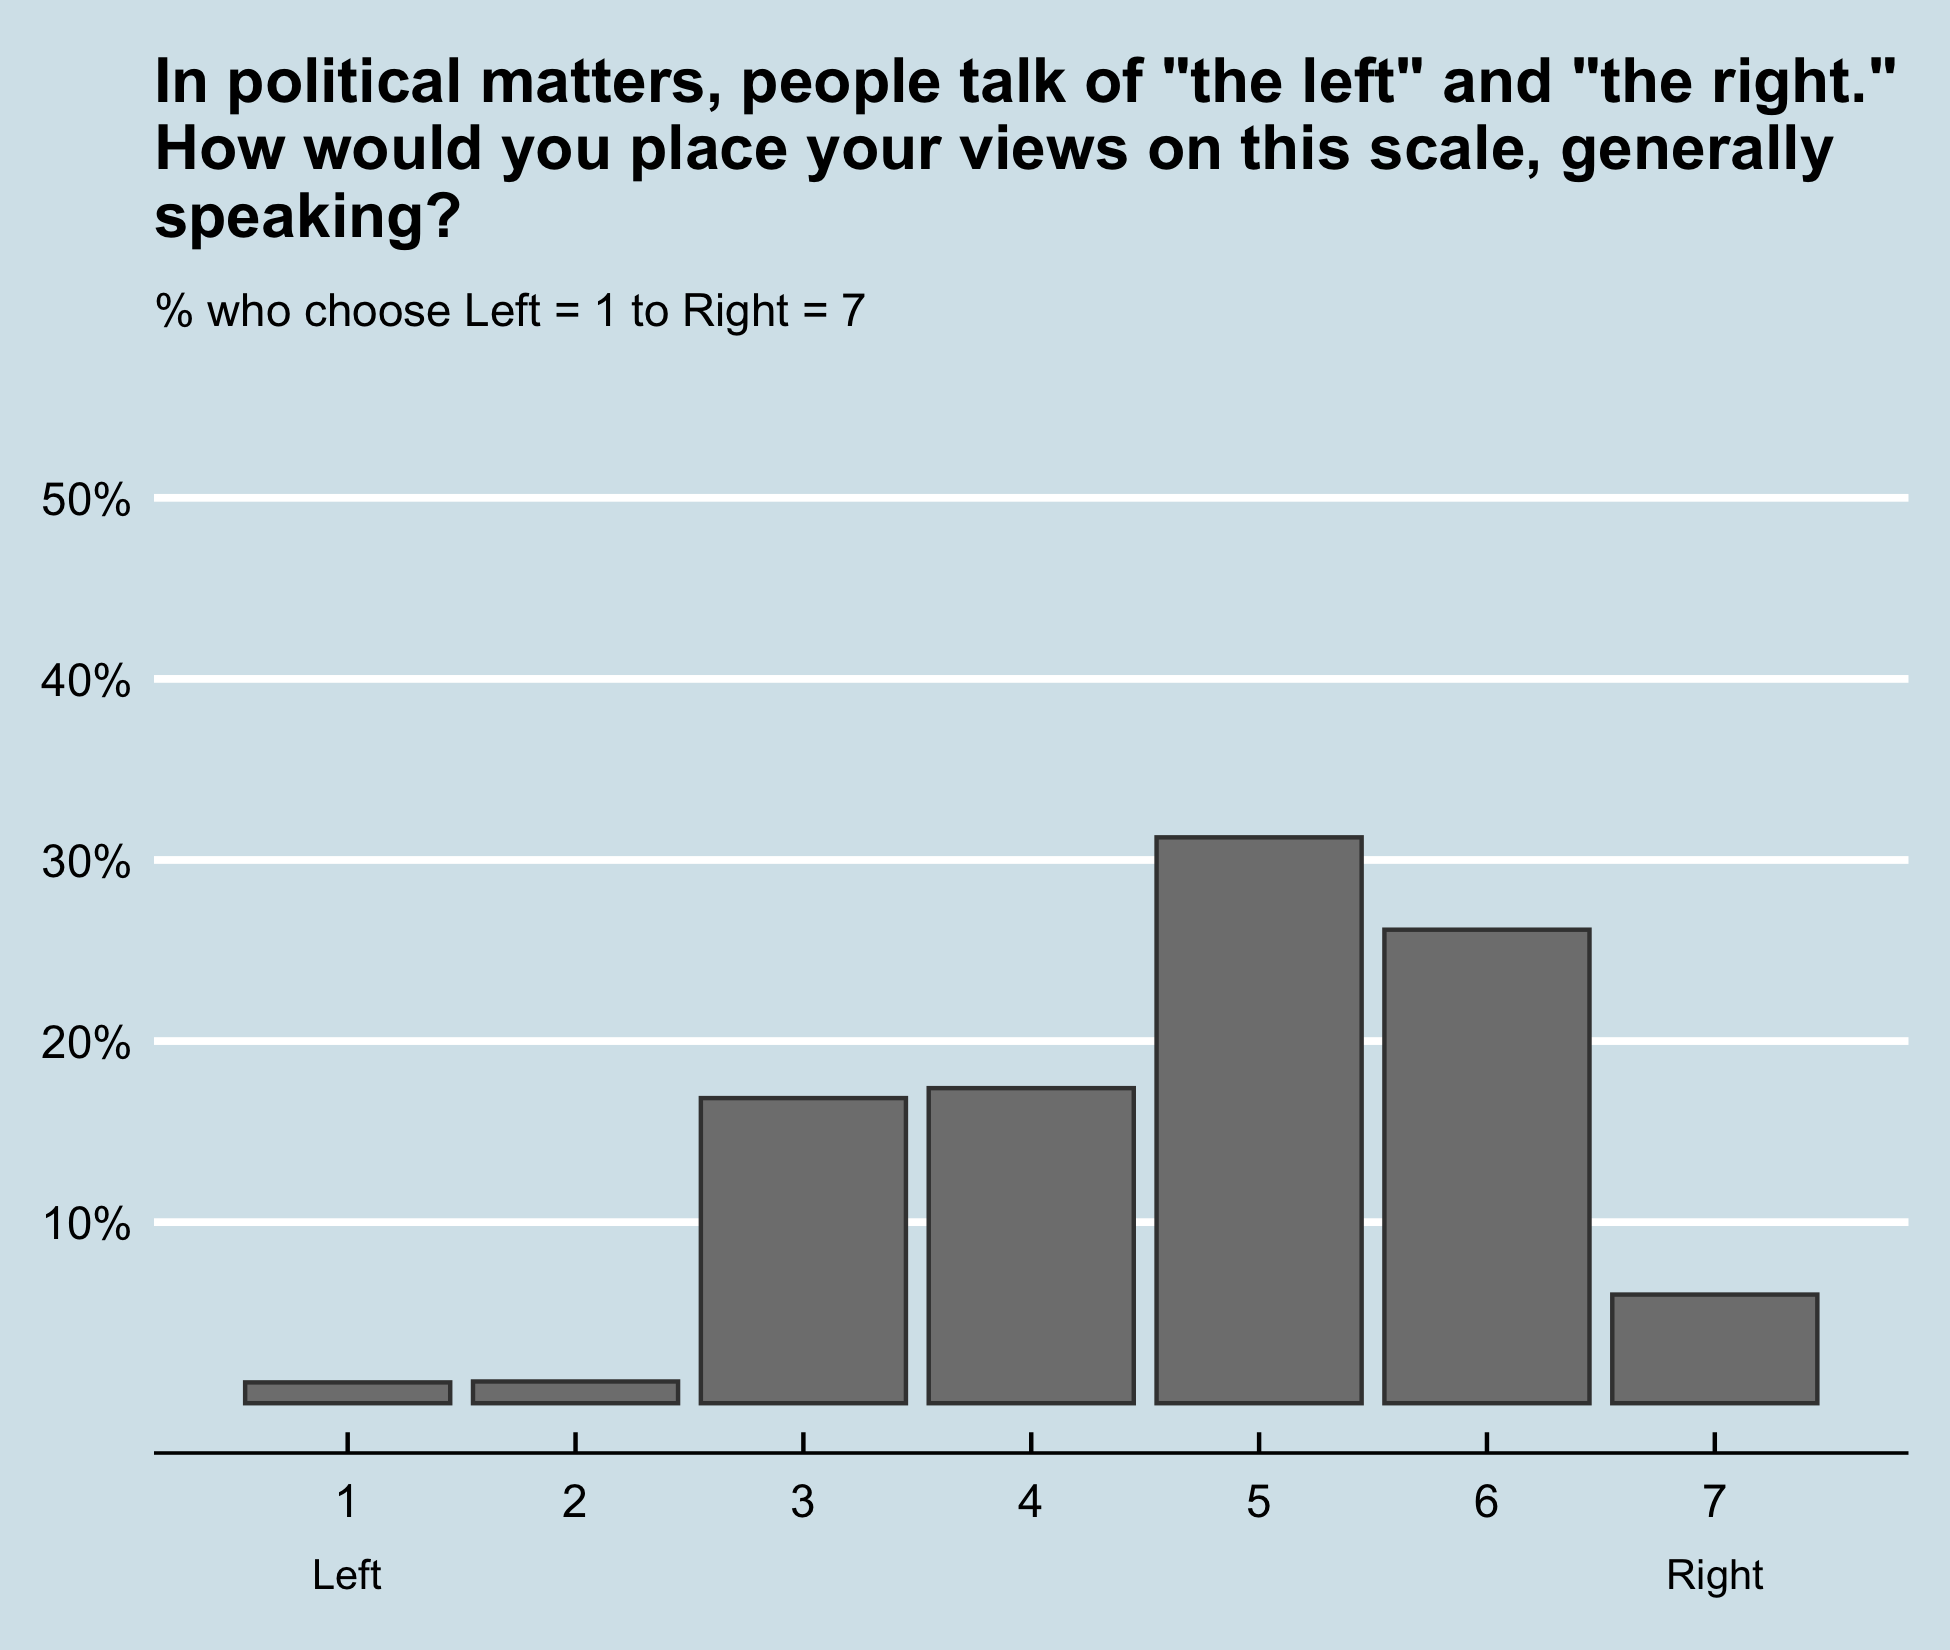 In political matters, people talk of "the left" and "the right."
How would you place your views on this scale, generally
speaking?
% who choose Left = 1 to Right = 7
50%
40%
30%
20%
10%
1 2 3 4 5 6 7
Left Right